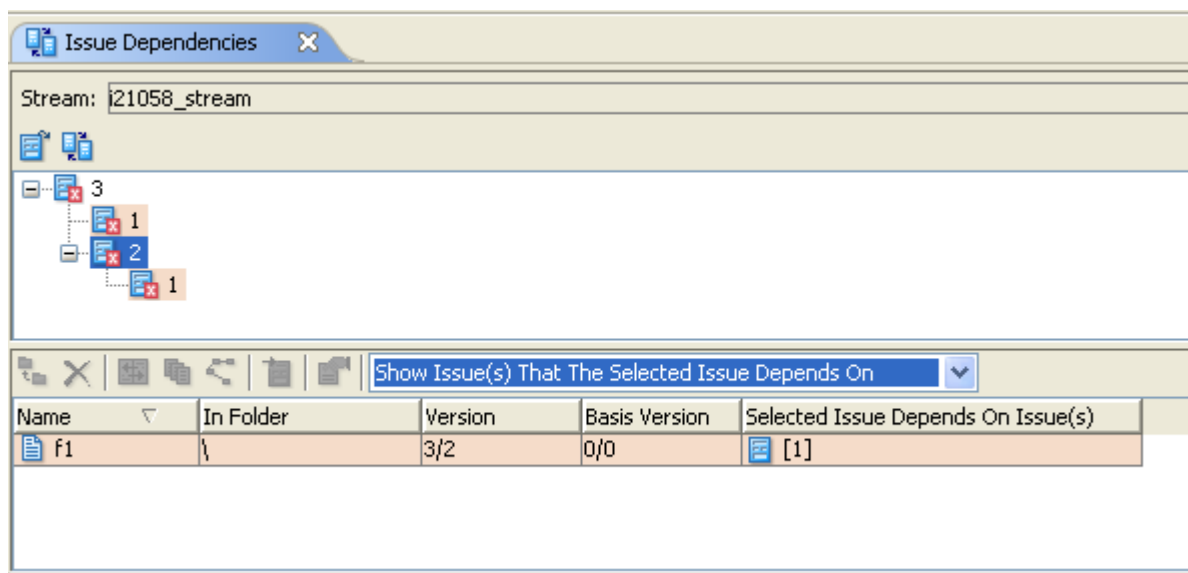 Issue Dependencies
Stream: i21058_stream
3
1
2
1
Show Issue(s) That The Selected Issue Depends On
Name In Folder Version Basis Version Selected Issue Depends On Issue(s)
f1 \ 3/2 0/0 [1]